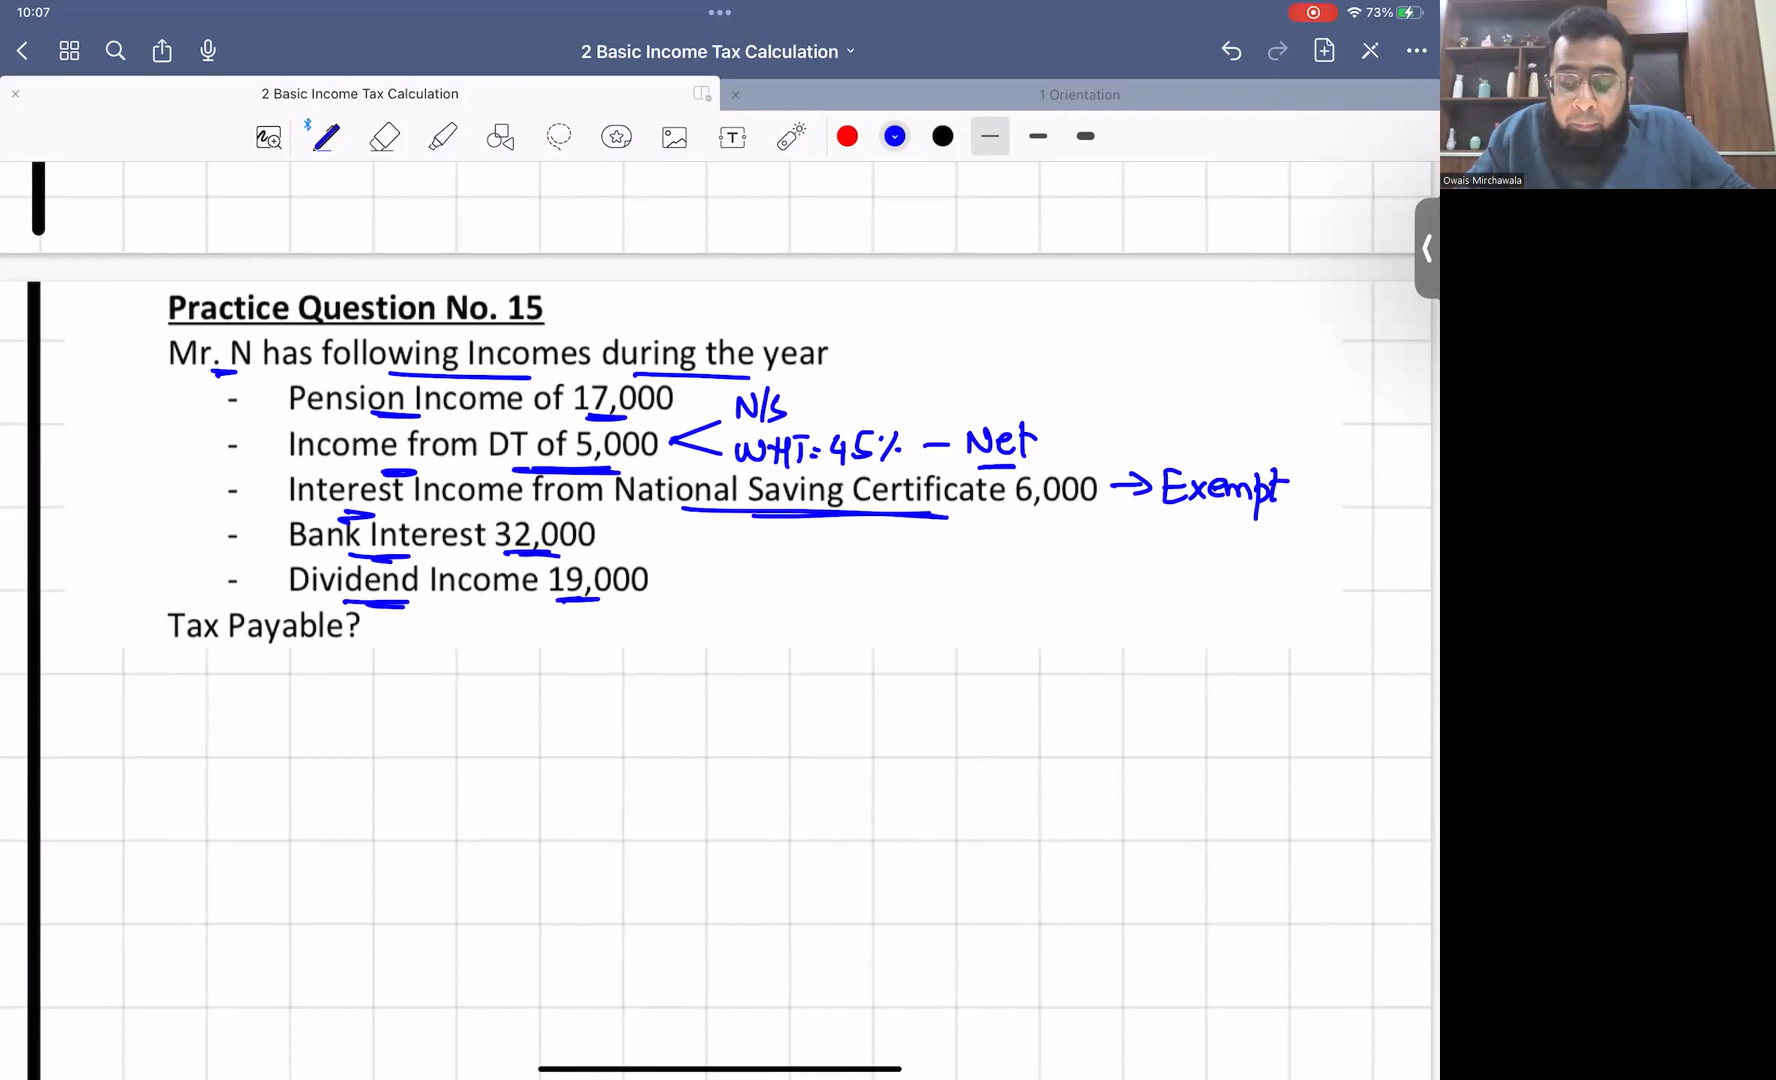 10:07
73%
2 Basic Income Tax Calculation
2 Basic Income Tax Calculation
1 Orientation
T
Owais Mirchawala
Practice Question No. 15
Mr. N has following Incomes during the year
- Pension Income of 17,000
N/S
- Income from DT of 5,000
WHT: 45% - Net
- Interest Income from National Saving Certificate 6,000 → Exempt
- Bank Interest 32,000
- Dividend Income 19,000
Tax Payable?